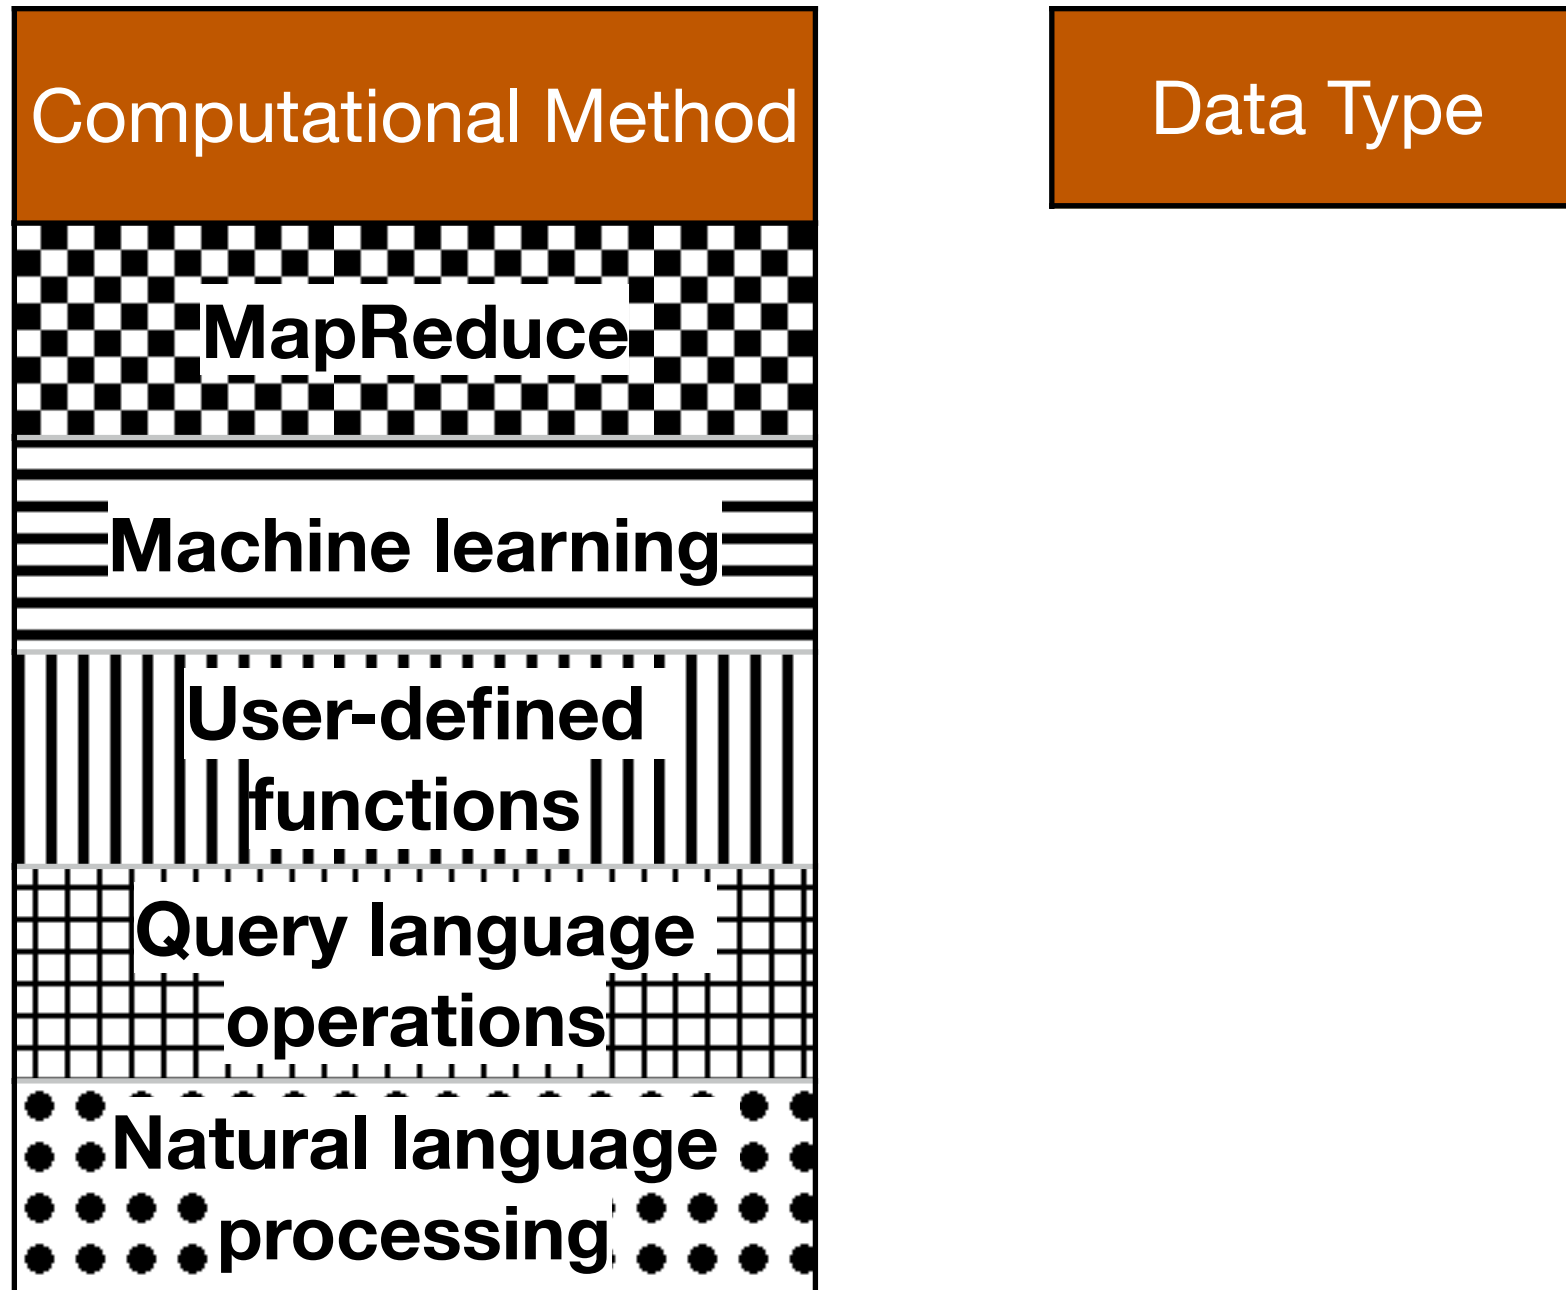 Computational Method
Data Type
MapReduce
Machine learning
User-defined
functions
Query language
operations
Natural language
processing